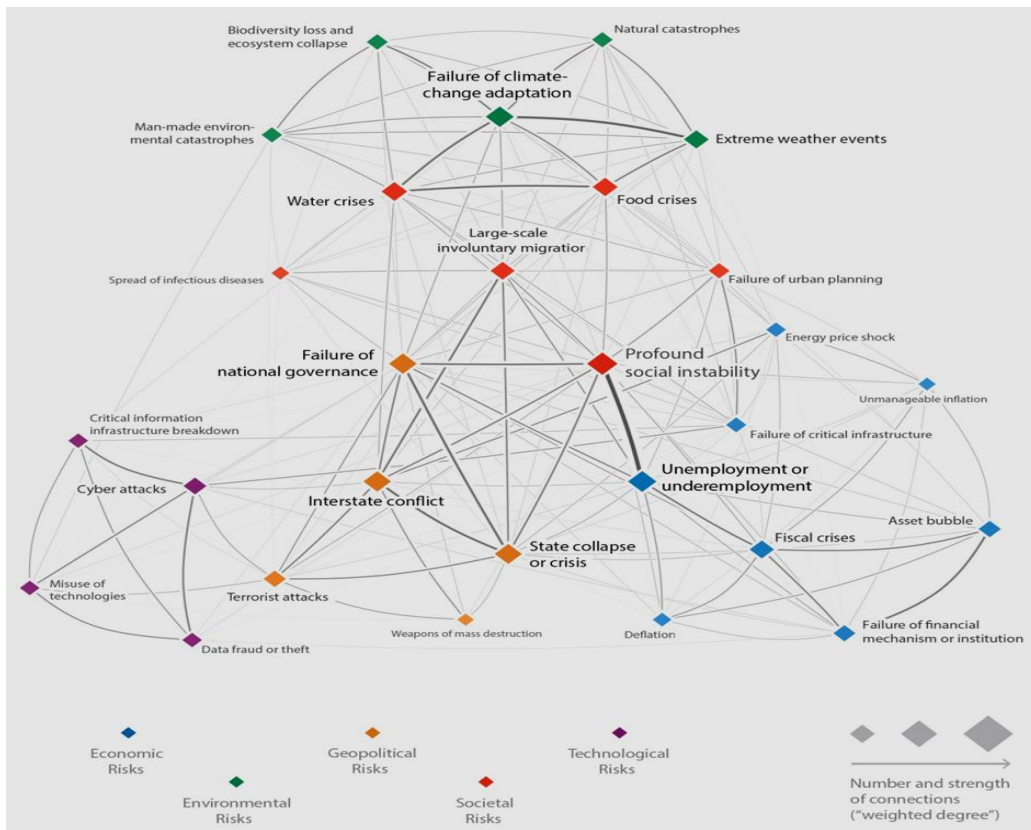 Biodiversity loss and
ecosystem collapse
Natural catastrophes
Failure of climate-
change adaptation
Man-made environ-
mental catastrophes
Extreme weather events
Water crises
Food crises
Large-scale
involuntary migratior
Spread of infectious diseases
Failure of urban planning
Energy price shock
Failure of
national governance
Profound
social instability
Unmanageable inflation
Critical information
infrastructure breakdown
Failure of critical infrastructure
Cyber attacks
Interstate conflict
Unemployment or
underemployment
Asset bubble
Fiscal crises
State collapse
or crisis
Misuse of
technologies
Terrorist attacks
Weapons of mass destruction
Deflation
Failure of financial
mechanism or institution
Data fraud or theft
Economic
Risks
Geopolitical
Risks
Technological
Risks
Environmental
Risks
Societal
Risks
Number and strength
of connections
("weighted degree")